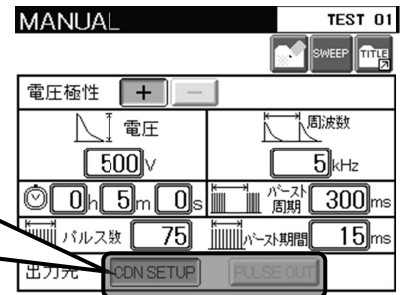 MANUAL TEST 01
SWEEP TITLE
電圧極性 + −
電圧 周波数
500 V 5 kHz
0 h 5 m 0 s バースト周期 300 ms
パルス数 75 バースト期間 15 ms
出力先 CDN SETUP PULSE OUT